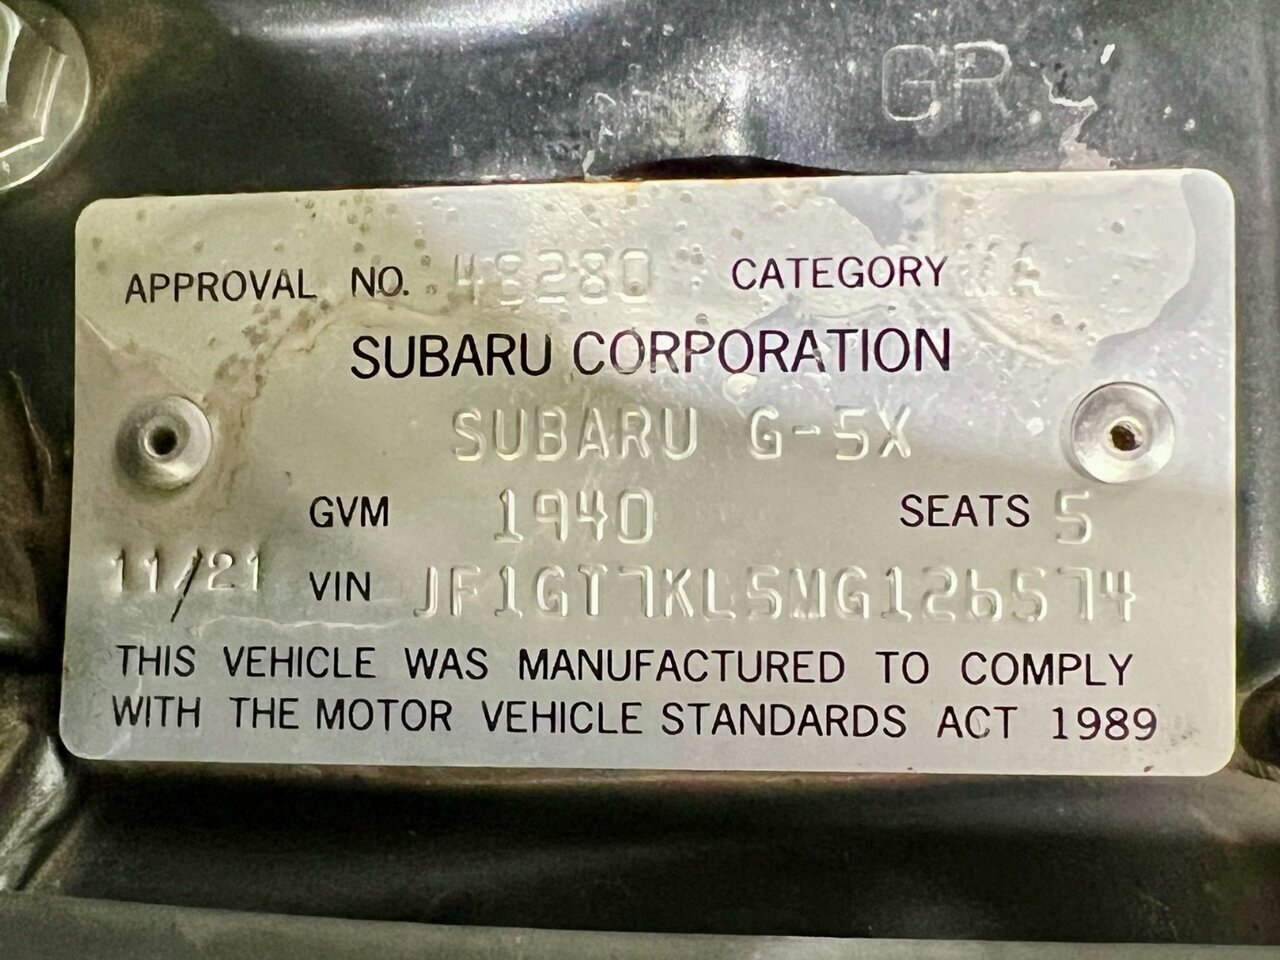 GR
APPROVAL NO. 49280 CATEGORY
SUBARU CORPORATION
SUBARU G-5X
GVM 1940 SEATS 5
11/21 VIN JF1GT7KL5MG126574
THIS VEHICLE WAS MANUFACTURED TO COMPLY
WITH THE MOTOR VEHICLE STANDARDS ACT 1989